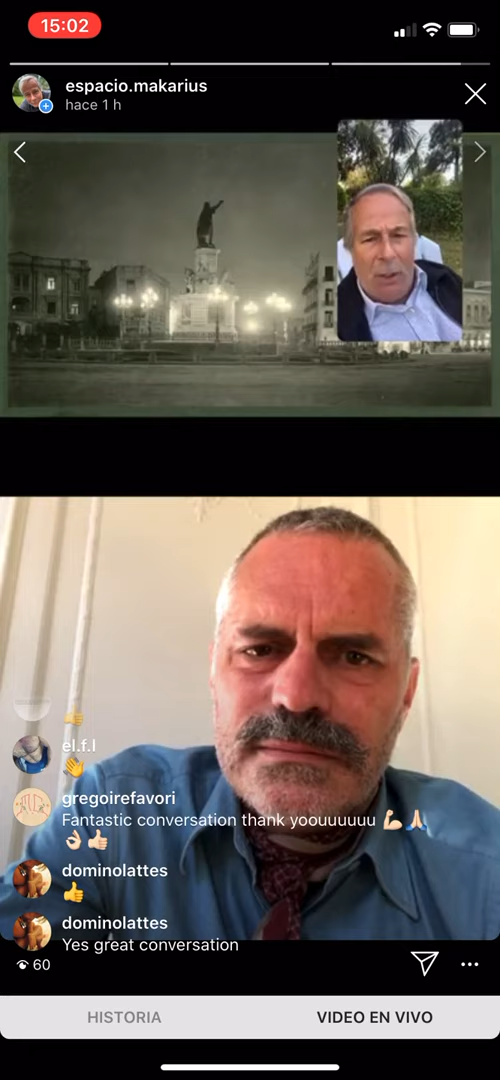 15:02
espacio.makarius
hace 1 h
👍
el.f.l
👋
gregoirefavori
Fantastic conversation thank yoouuuuuu 💪🏻🙏🏻
👌🏻👍🏻
dominolattes
👍
dominolattes
Yes great conversation
60
HISTORIA
VIDEO EN VIVO